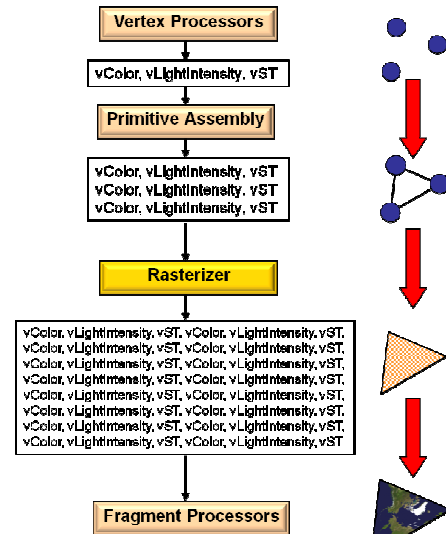 Vertex Processors
vColor, vLightIntensity, vST
Primitive Assembly
vColor, vLightIntensity, vST
vColor, vLightIntensity, vST
vColor, vLightIntensity, vST
Rasterizer
vColor, vLightIntensity, vST, vColor, vLightIntensity, vST,
vColor, vLightIntensity, vST, vColor, vLightIntensity, vST,
vColor, vLightIntensity, vST, vColor, vLightIntensity, vST,
vColor, vLightIntensity, vST, vColor, vLightIntensity, vST,
vColor, vLightIntensity, vST, vColor, vLightIntensity, vST,
vColor, vLightIntensity, vST, vColor, vLightIntensity, vST,
vColor, vLightIntensity, vST, vColor, vLightIntensity, vST,
vColor, vLightIntensity, vST, vColor, vLightIntensity, vST
Fragment Processors